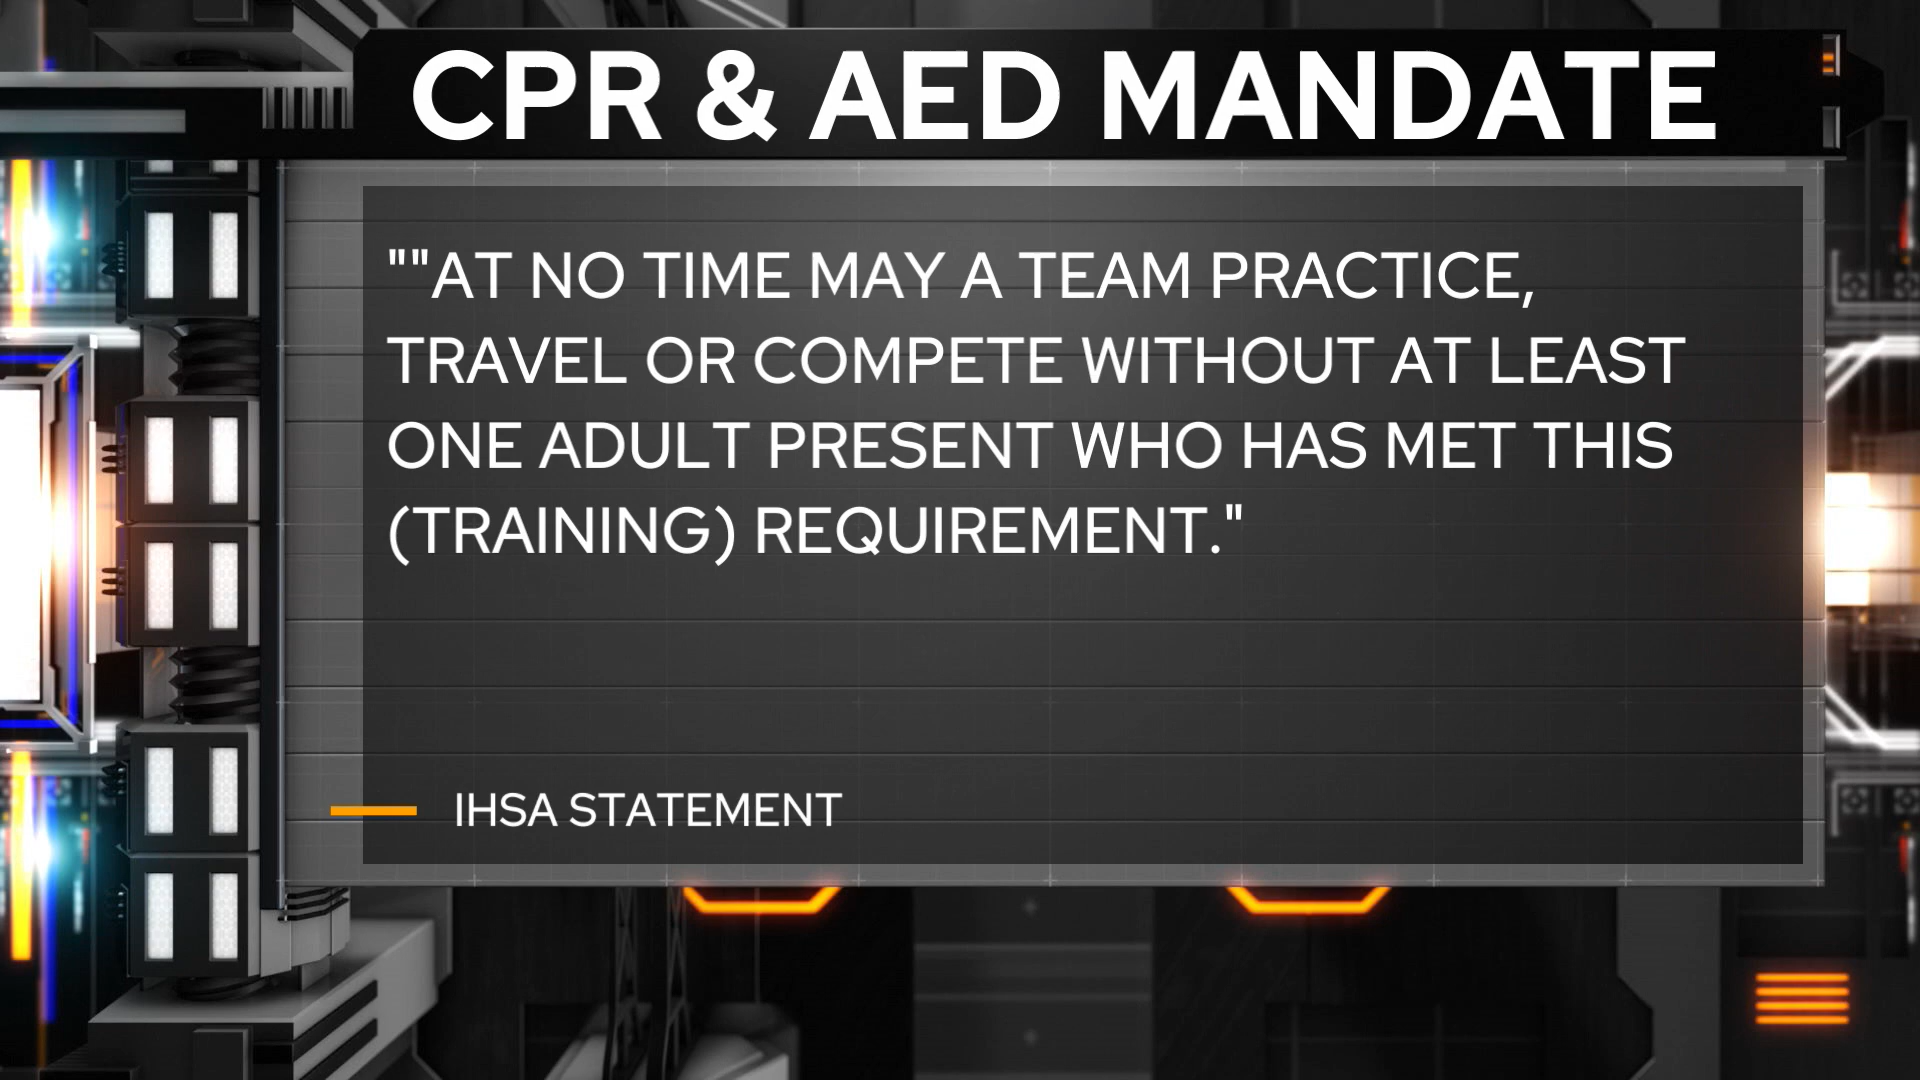 CPR & AED MANDATE
""AT NO TIME MAY A TEAM PRACTICE,
TRAVEL OR COMPETE WITHOUT AT LEAST
ONE ADULT PRESENT WHO HAS MET THIS
(TRAINING) REQUIREMENT."
IHSA STATEMENT